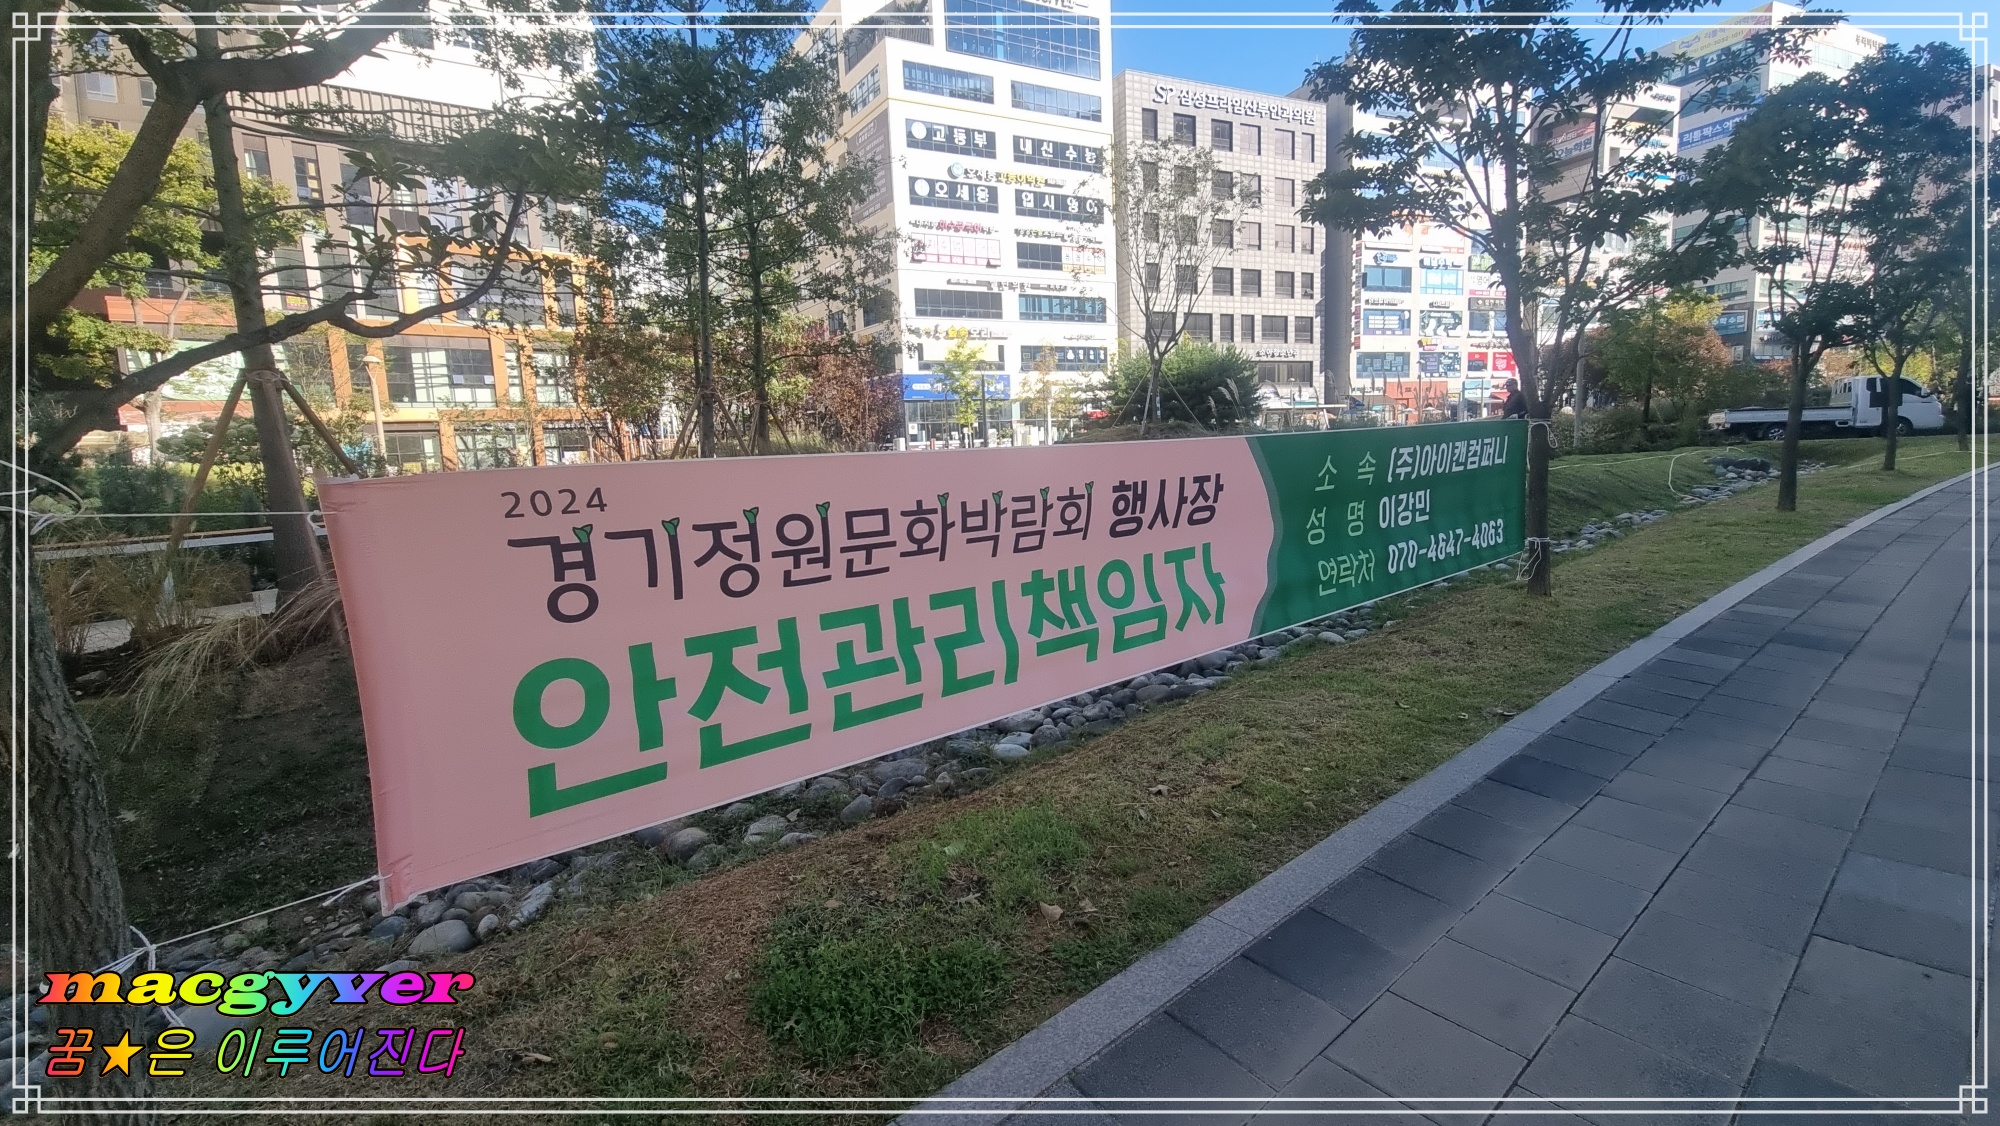 SP 삼성프라임산부인과의원
고등부 내신수능
오세용 입시영어
2024
경기정원문화박람회 행사장
안전관리책임자
소 속 (주)아이캔컴퍼니
성 명 이강민
연락처 070-4647-4063
macgyver
꿈★은 이루어진다